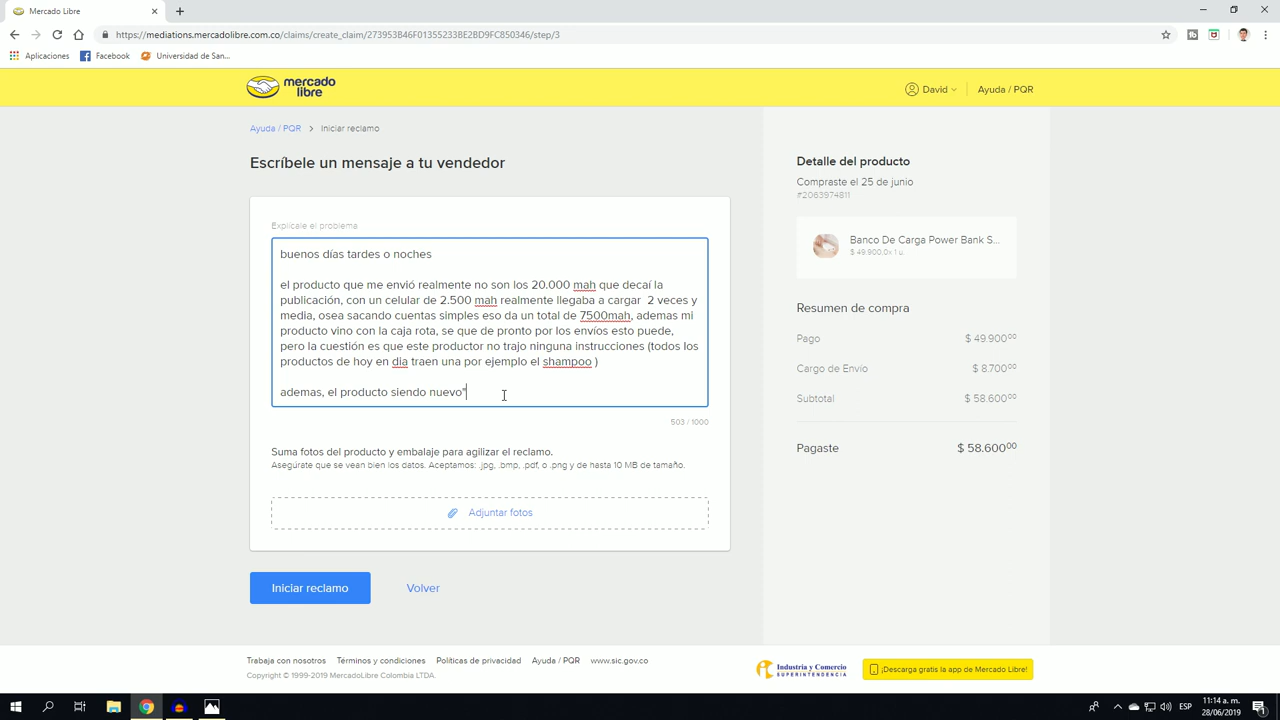 Mercado Libre
https://mediations.mercadolibre.com.co/claims/create_claim/273953B46F01355233BE2BD9FC850346/step/3
Aplicaciones Facebook Universidad de San...
mercado
libre
David Ayuda / PQR
Ayuda / PQR > Iniciar reclamo
Escríbele un mensaje a tu vendedor
Explícale el problema
buenos días tardes o noches
el producto que me envió realmente no son los 20.000 mah que decaí la
publicación, con un celular de 2.500 mah realmente llegaba a cargar 2 veces y
media, osea sacando cuentas simples eso da un total de 7500mah, ademas mi
producto vino con la caja rota, se que de pronto por los envíos esto puede,
pero la cuestión es que este productor no trajo ninguna instrucciones (todos los
productos de hoy en dia traen una por ejemplo el shampoo )
ademas, el producto siendo nuevo"
503 / 1000
Suma fotos del producto y embalaje para agilizar el reclamo.
Asegúrate que se vean bien los datos. Aceptamos: .jpg, .bmp, .pdf, o .png y de hasta 10 MB de tamaño.
Adjuntar fotos
Iniciar reclamo Volver
Detalle del producto
Compraste el 25 de junio
#2063974811
Banco De Carga Power Bank S...
$ 49.900,0x 1 u.
Resumen de compra
Pago $ 49.900⁰⁰
Cargo de Envío $ 8.700⁰⁰
Subtotal $ 58.600⁰⁰
Pagaste $ 58.600⁰⁰
Trabaja con nosotros Términos y condiciones Políticas de privacidad Ayuda / PQR www.sic.gov.co
Copyright © 1999-2019 MercadoLibre Colombia LTDA.
Industria y Comercio
SUPERINTENDENCIA
¡Descarga gratis la app de Mercado Libre!
ESP
11:14 a. m.
28/06/2019
1